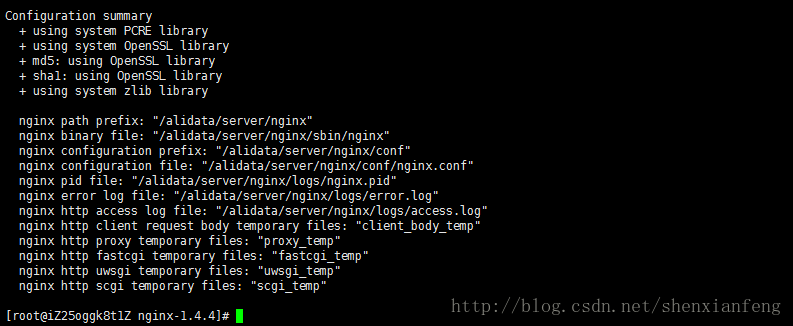 Configuration summary
+ using system PCRE library
+ using system OpenSSL library
+ md5: using OpenSSL library
+ sha1: using OpenSSL library
+ using system zlib library
nginx path prefix: "/alidata/server/nginx"
nginx binary file: "/alidata/server/nginx/sbin/nginx"
nginx configuration prefix: "/alidata/server/nginx/conf"
nginx configuration file: "/alidata/server/nginx/conf/nginx.conf"
nginx pid file: "/alidata/server/nginx/logs/nginx.pid"
nginx error log file: "/alidata/server/nginx/logs/error.log"
nginx http access log file: "/alidata/server/nginx/logs/access.log"
nginx http client request body temporary files: "client_body_temp"
nginx http proxy temporary files: "proxy_temp"
nginx http fastcgi temporary files: "fastcgi_temp"
nginx http uwsgi temporary files: "uwsgi_temp"
nginx http scgi temporary files: "scgi_temp"
[root@iZ25oggk8t1Z nginx-1.4.4]#
http://blog.csdn.net/shenxianfeng